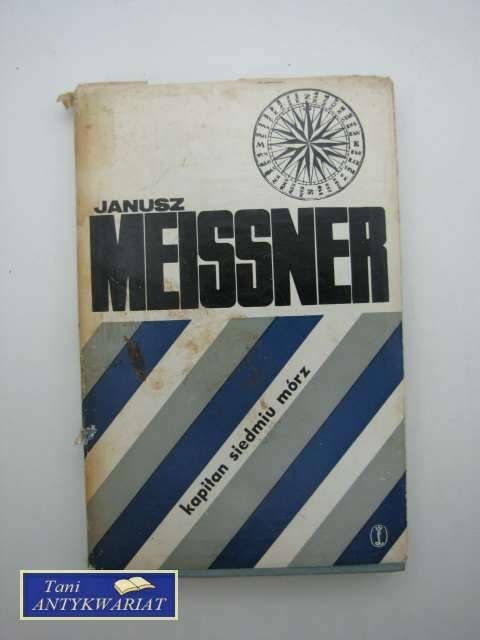 JANUSZ
MEISSNER
kapitan siedmiu mórz
Tani
ANTYKWARIAT